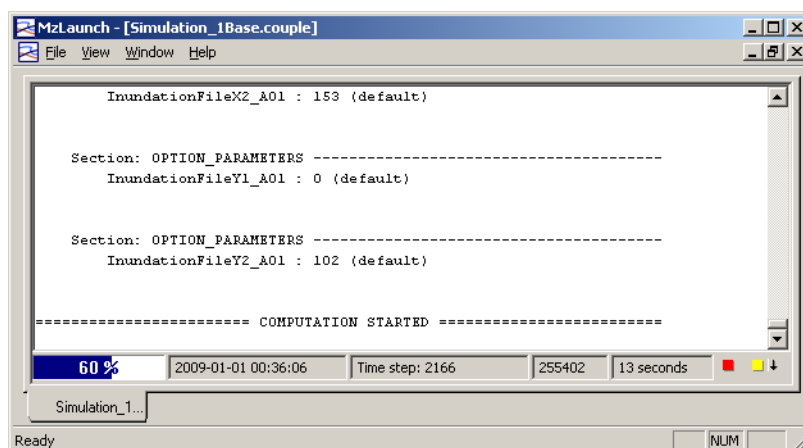 MzLaunch - [Simulation_1Base.couple]
File View Window Help
InundationFileX2_A01 : 153 (default)
Section: OPTION_PARAMETERS ---------------------------------------
InundationFileY1_A01 : 0 (default)
Section: OPTION_PARAMETERS ---------------------------------------
InundationFileY2_A01 : 102 (default)
======================== COMPUTATION STARTED =========================
60 % 2009-01-01 00:36:06 Time step: 2166 255402 13 seconds
Simulation_1...
Ready NUM